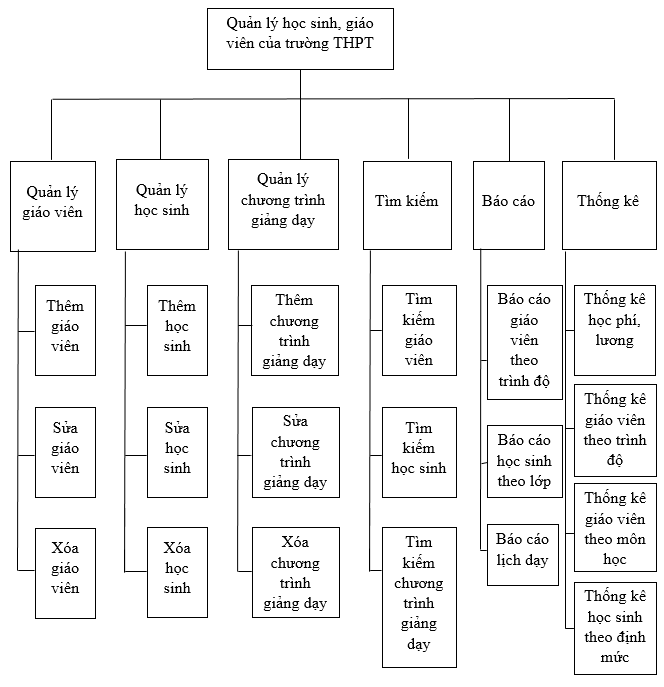 Quản lý học sinh, giáo
viên của trường THPT
Quản lý
giáo viên
Quản lý
học sinh
Quản lý
chương trình
giảng dạy
Tìm kiếm
Báo cáo
Thống kê
Thêm
giáo
viên
Sửa
giáo
viên
Xóa
giáo
viên
Thêm
học
sinh
Sửa
học
sinh
Xóa
học
sinh
Thêm
chương
trình
giảng dạy
Sửa
chương
trình
giảng dạy
Xóa
chương
trình
giảng dạy
Tìm
kiếm
giáo
viên
Tìm
kiếm
học sinh
Tìm
kiếm
chương
trình
giảng
dạy
Báo cáo
giáo
viên
theo
trình độ
Báo cáo
học sinh
theo lớp
Báo cáo
lịch dạy
Thống kê
học phí,
lương
Thống kê
giáo viên
theo trình
độ
Thống kê
giáo viên
theo môn
học
Thống kê
học sinh
theo định
mức